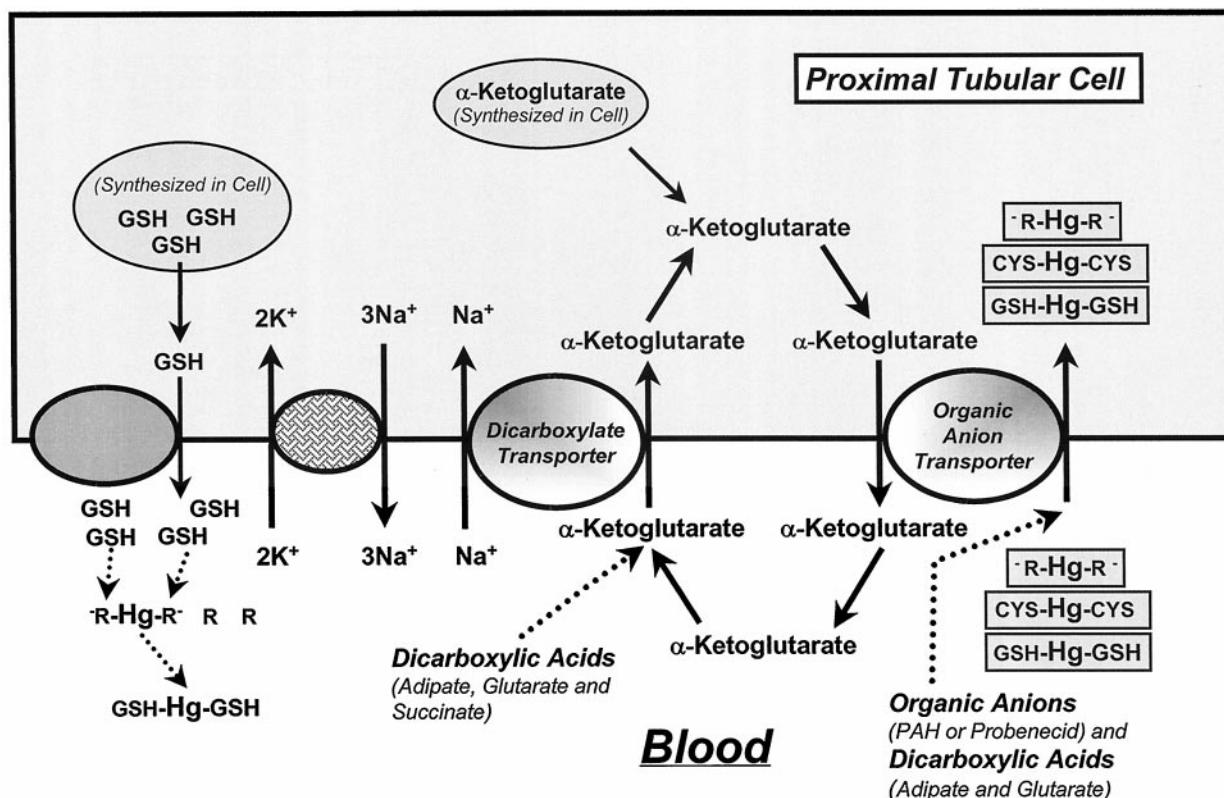 α-Ketoglutarate
(Synthesized in Cell)
Proximal Tubular Cell
(Synthesized in Cell)
GSH GSH
GSH
α-Ketoglutarate
-R-Hg-R-
CYS-Hg-CYS
GSH-Hg-GSH
GSH
2K+
3Na+
Na+
α-Ketoglutarate
α-Ketoglutarate
Dicarboxylate
Transporter
Organic
Anion
Transporter
GSH
GSH
GSH
GSH
2K+
3Na+
Na+
α-Ketoglutarate
α-Ketoglutarate
-R-Hg-R- R R
GSH-Hg-GSH
α-Ketoglutarate
-R-Hg-R-
CYS-Hg-CYS
GSH-Hg-GSH
Dicarboxylic Acids
(Adipate, Glutarate and
Succinate)
Blood
Organic Anions
(PAH or Probenecid) and
Dicarboxylic Acids
(Adipate and Glutarate)